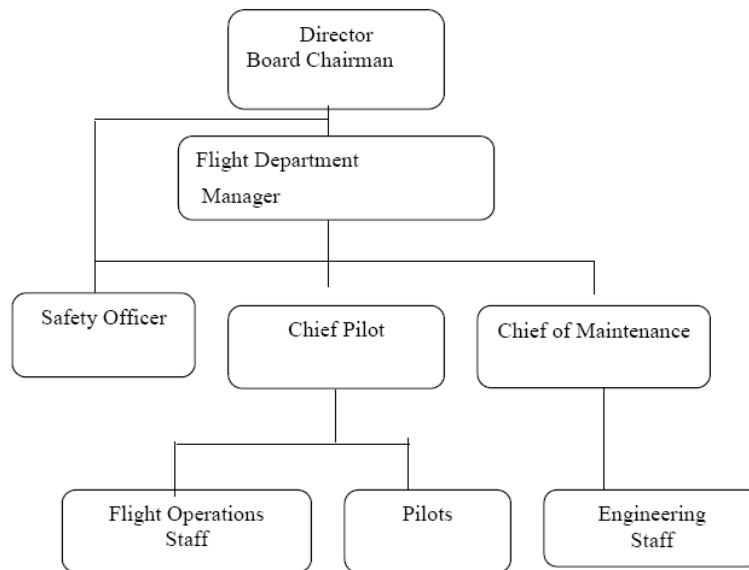 Director
Board Chairman
Flight Department
Manager
Safety Officer
Chief Pilot
Chief of Maintenance
Flight Operations
Staff
Pilots
Engineering
Staff